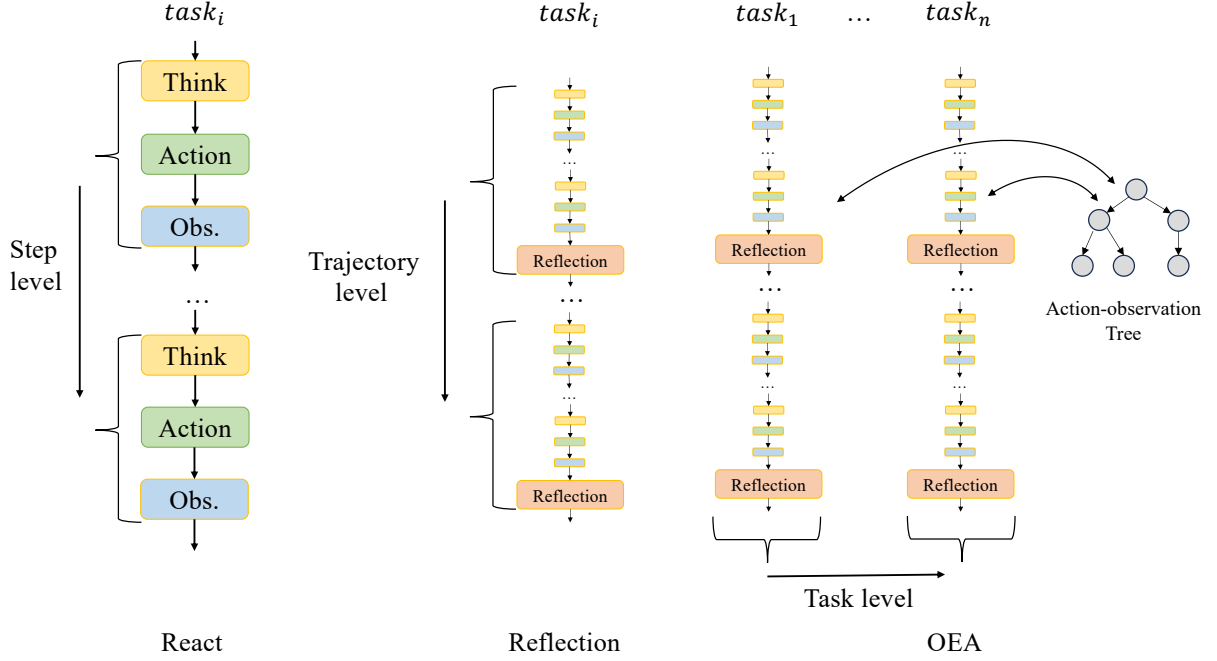 task_i
Think
Action
Obs.
...
Think
Action
Obs.
Step
level
React
task_i
...
Reflection
...
...
Reflection
Trajectory
level
Reflection
task_1
...
task_n
...
Reflection
...
...
Reflection
...
Reflection
...
...
Reflection
Action-observation
Tree
Task level
OEA